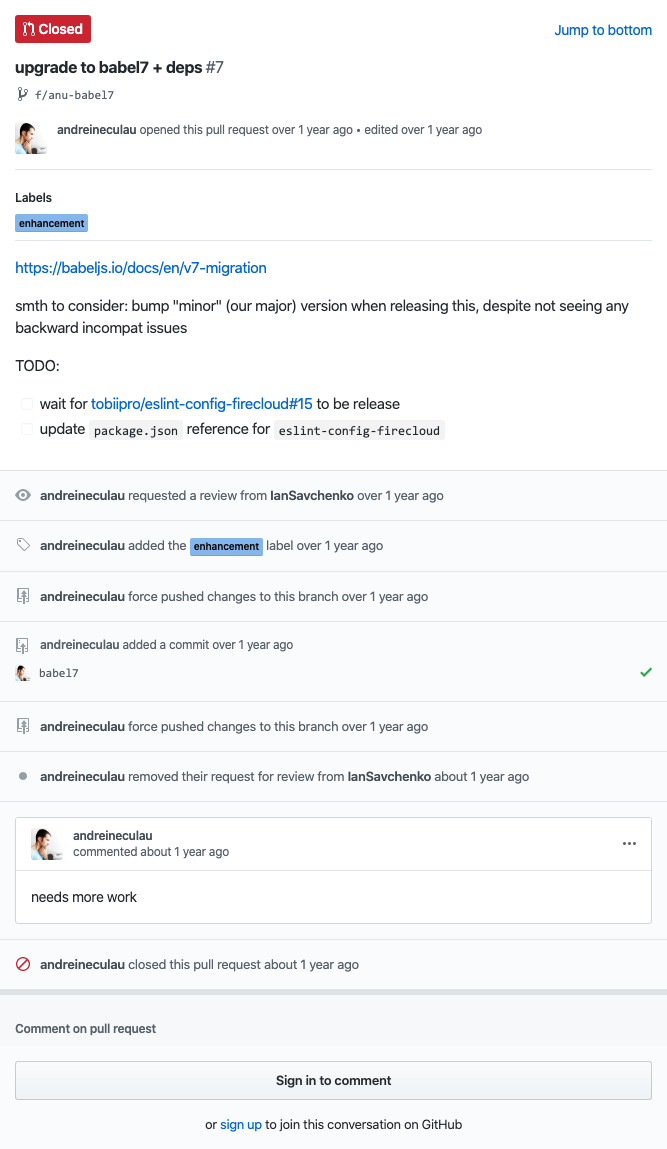 Closed
Jump to bottom
upgrade to babel7 + deps #7
f/anu-babel7
andreineculau opened this pull request over 1 year ago • edited over 1 year ago
Labels
enhancement
https://babeljs.io/docs/en/v7-migration
smth to consider: bump "minor" (our major) version when releasing this, despite not seeing any
backward incompat issues
TODO:
wait for tobiipro/eslint-config-firecloud#15 to be release
update package.json reference for eslint-config-firecloud
andreineculau requested a review from IanSavchenko over 1 year ago
andreineculau added the enhancement label over 1 year ago
andreineculau force pushed changes to this branch over 1 year ago
andreineculau added a commit over 1 year ago
babel7
andreineculau force pushed changes to this branch over 1 year ago
andreineculau removed their request for review from IanSavchenko about 1 year ago
andreineculau
commented about 1 year ago
needs more work
andreineculau closed this pull request about 1 year ago
Comment on pull request
Sign in to comment
or sign up to join this conversation on GitHub